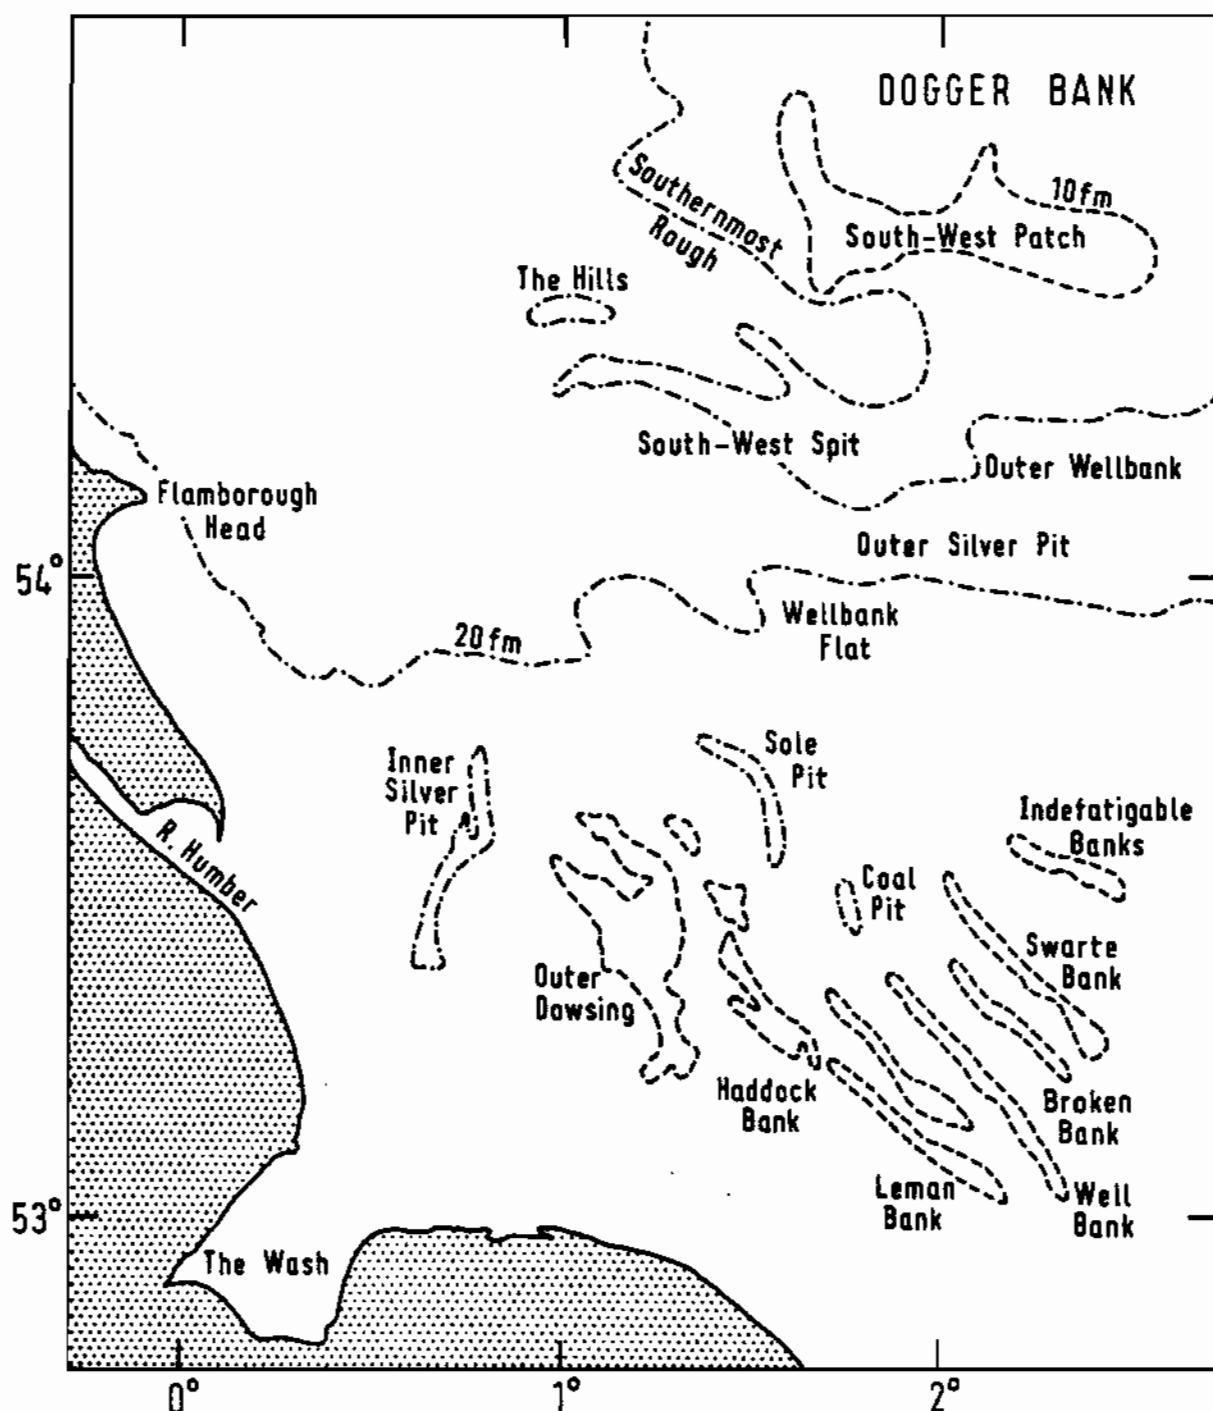 DOGGER BANK
Southernmost
Rough
10fm
South-West Patch
The Hills
South-West Spit
Outer Wellbank
Flamborough
Head
Outer Silver Pit
54°
Wellbank
Flat
20fm
Inner
Silver
Pit
Sole
Pit
Indefatigable
Banks
R. Humber
Coal
Pit
Swarte
Bank
Outer
Dowsing
Haddock
Bank
Broken
Bank
Leman
Bank
Well
Bank
53°
The Wash
0°
1°
2°